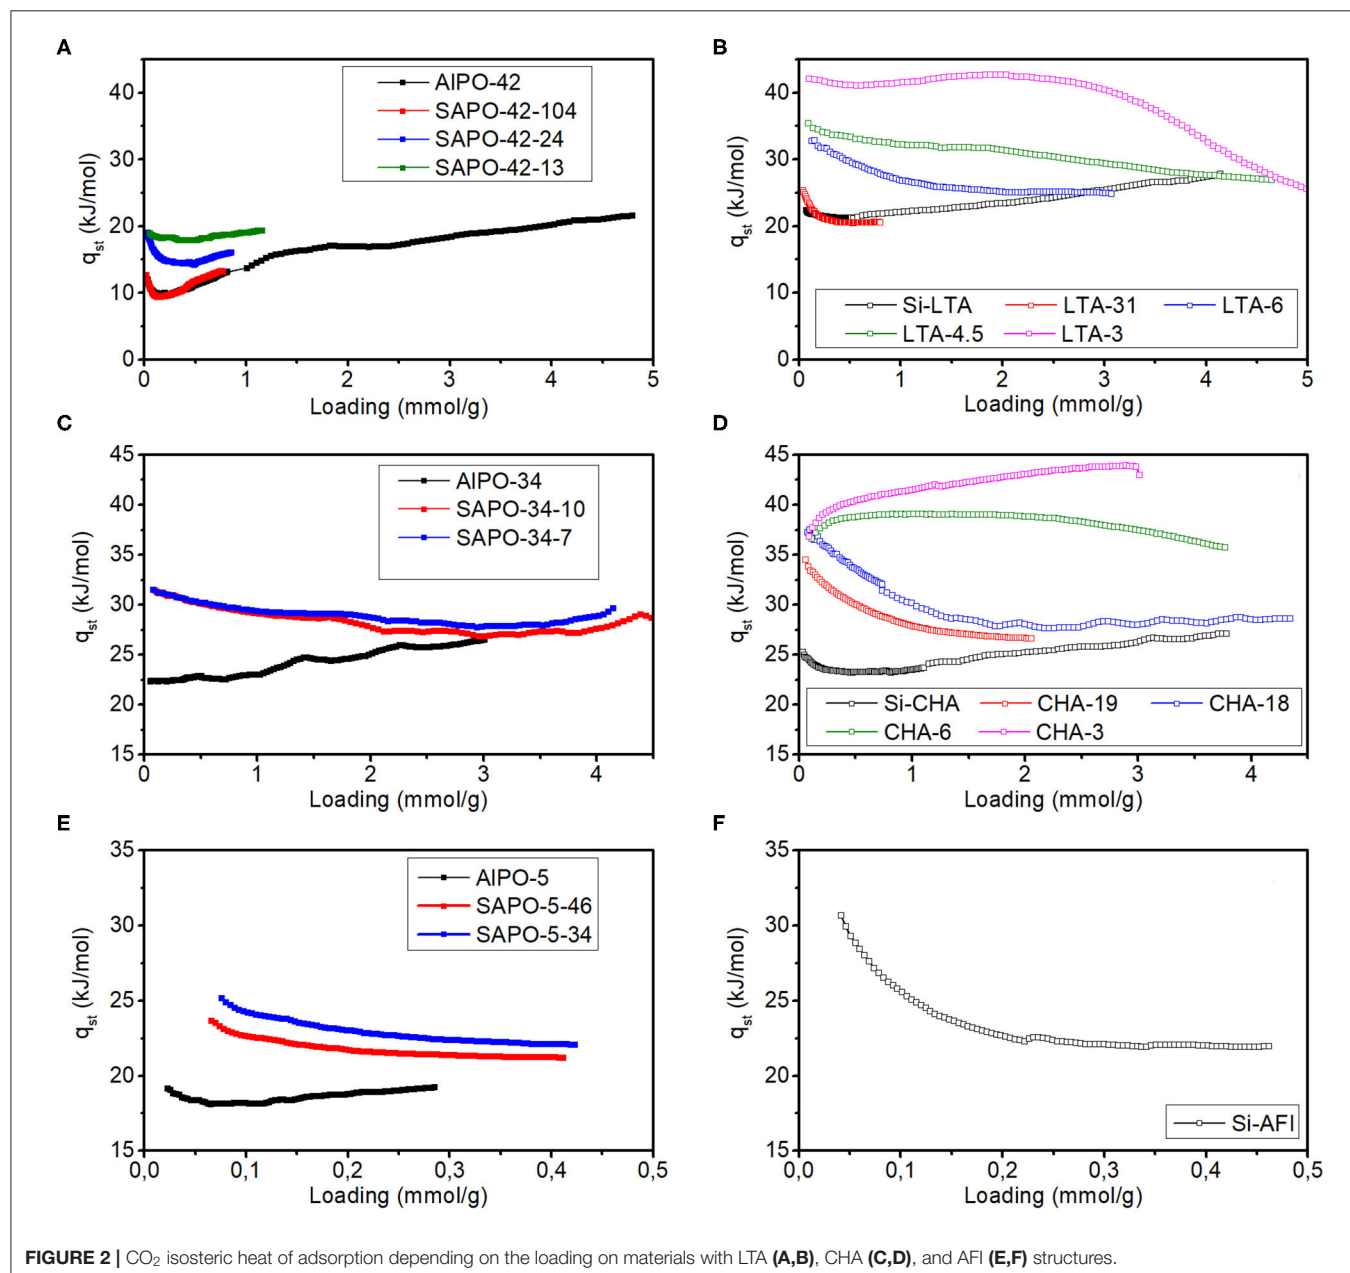 A
AlPO-42
SAPO-42-104
SAPO-42-24
SAPO-42-13
40
30
20
10
0
qst (kJ/mol)
0 1 2 3 4 5
Loading (mmol/g)
B
40
30
20
10
0
qst (kJ/mol)
Si-LTA LTA-31 LTA-6
LTA-4.5 LTA-3
0 1 2 3 4 5
Loading (mmol/g)
C
AlPO-34
SAPO-34-10
SAPO-34-7
45
40
35
30
25
20
15
qst (kJ/mol)
0 1 2 3 4
Loading (mmol/g)
D
45
40
35
30
25
20
15
qst (kJ/mol)
Si-CHA CHA-19 CHA-18
CHA-6 CHA-3
0 1 2 3 4
Loading (mmol/g)
E
AlPO-5
SAPO-5-46
SAPO-5-34
35
30
25
20
15
qst (kJ/mol)
0,0 0,1 0,2 0,3 0,4 0,5
Loading (mmol/g)
F
35
30
25
20
15
qst (kJ/mol)
Si-AFI
0,0 0,1 0,2 0,3 0,4 0,5
Loading (mmol/g)
FIGURE 2 | CO₂ isosteric heat of adsorption depending on the loading on materials with LTA (A,B), CHA (C,D), and AFI (E,F) structures.